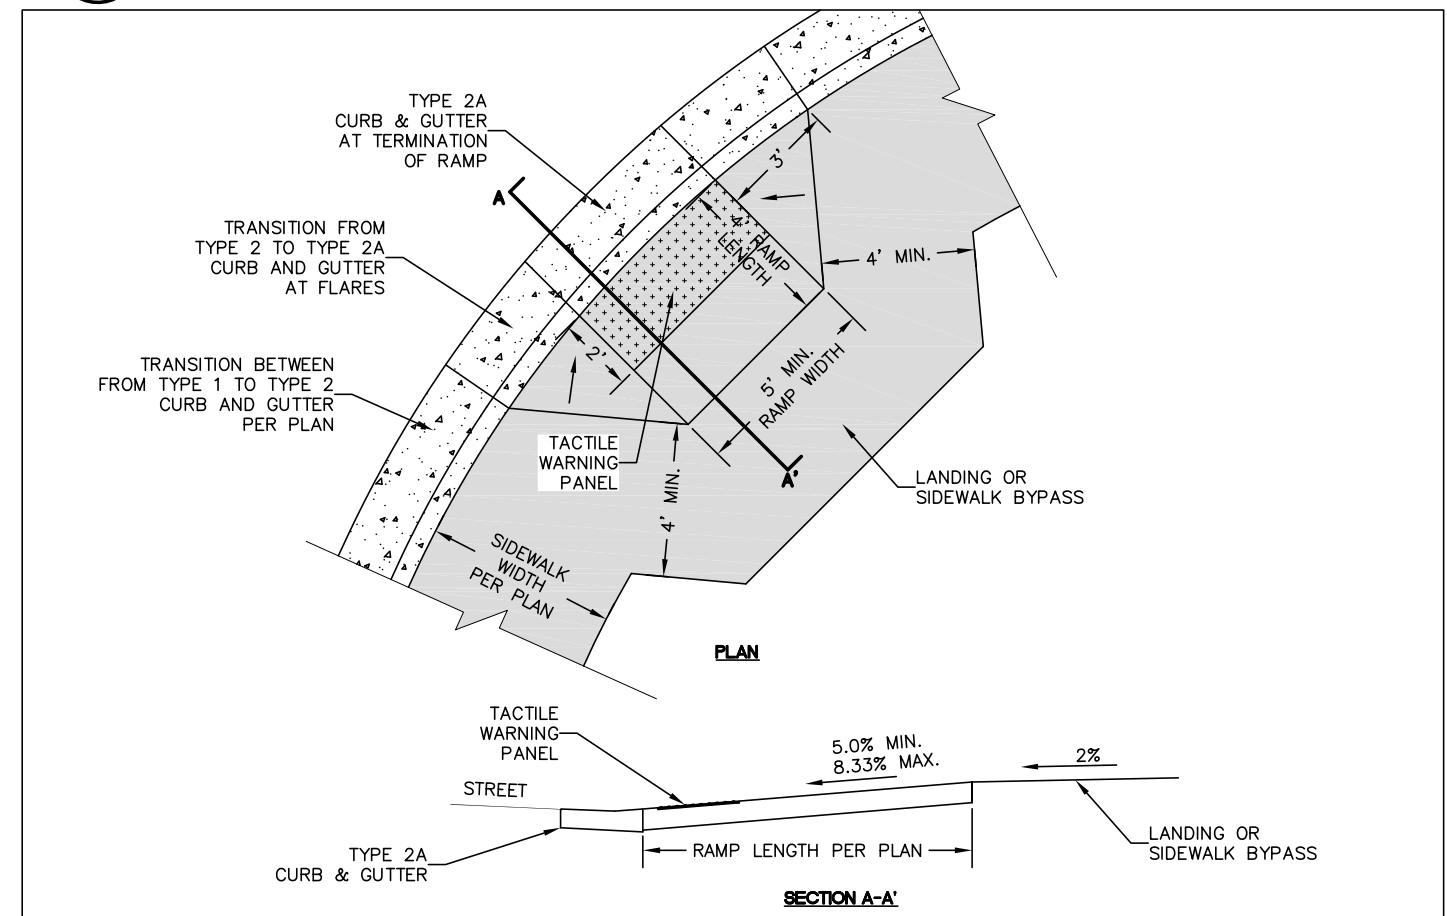 TYPE 2A
CURB & GUTTER
AT TERMINATION
OF RAMP
A
3'
TRANSITION FROM
TYPE 2 TO TYPE 2A
CURB AND GUTTER
AT FLARES
4' RAMP
LENGTH
4' MIN.
TRANSITION BETWEEN
FROM TYPE 1 TO TYPE 2
CURB AND GUTTER
PER PLAN
2'
5' MIN.
RAMP WIDTH
TACTILE
WARNING
PANEL
A'
LANDING OR
SIDEWALK BYPASS
4' MIN.
SIDEWALK
WIDTH
PER PLAN
PLAN
TACTILE
WARNING
PANEL
5.0% MIN.
8.33% MAX.
2%
STREET
TYPE 2A
CURB & GUTTER
RAMP LENGTH PER PLAN
LANDING OR
SIDEWALK BYPASS
SECTION A-A'